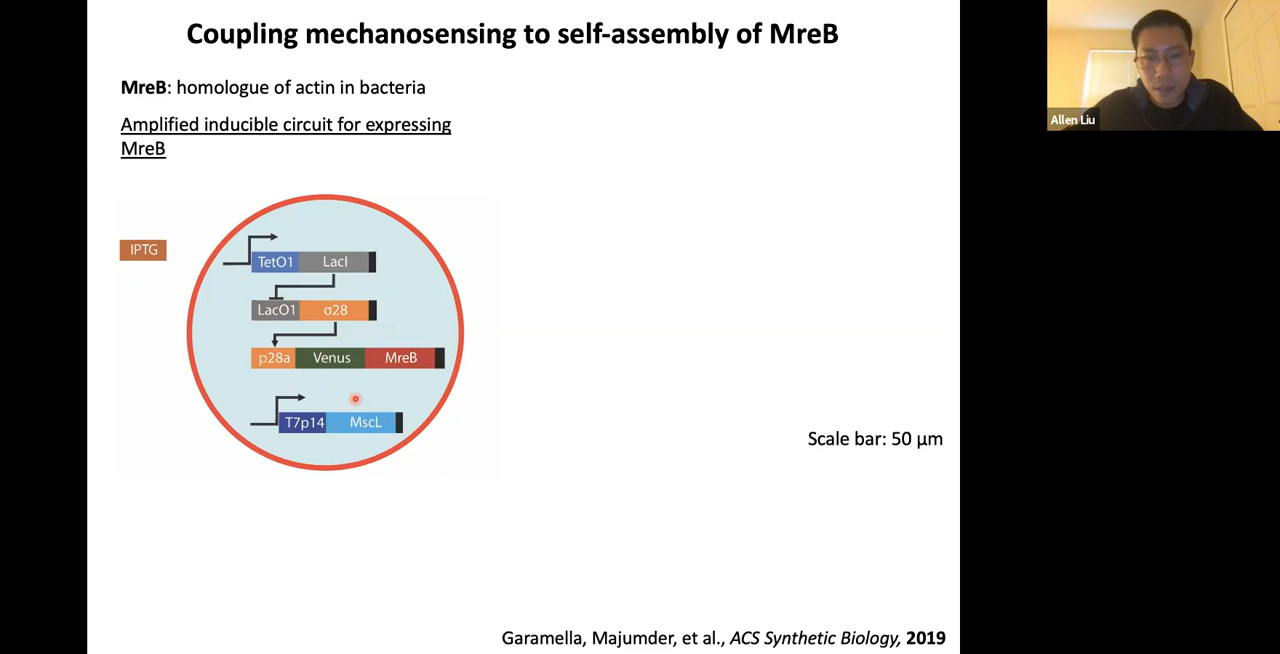 Coupling mechanosensing to self-assembly of MreB
MreB: homologue of actin in bacteria
Amplified inducible circuit for expressing
MreB
IPTG
TetO1 LacI
LacO1 σ28
p28a Venus MreB
T7p14 MscL
Scale bar: 50 µm
Garamella, Majumder, et al., ACS Synthetic Biology, 2019
Allen Liu